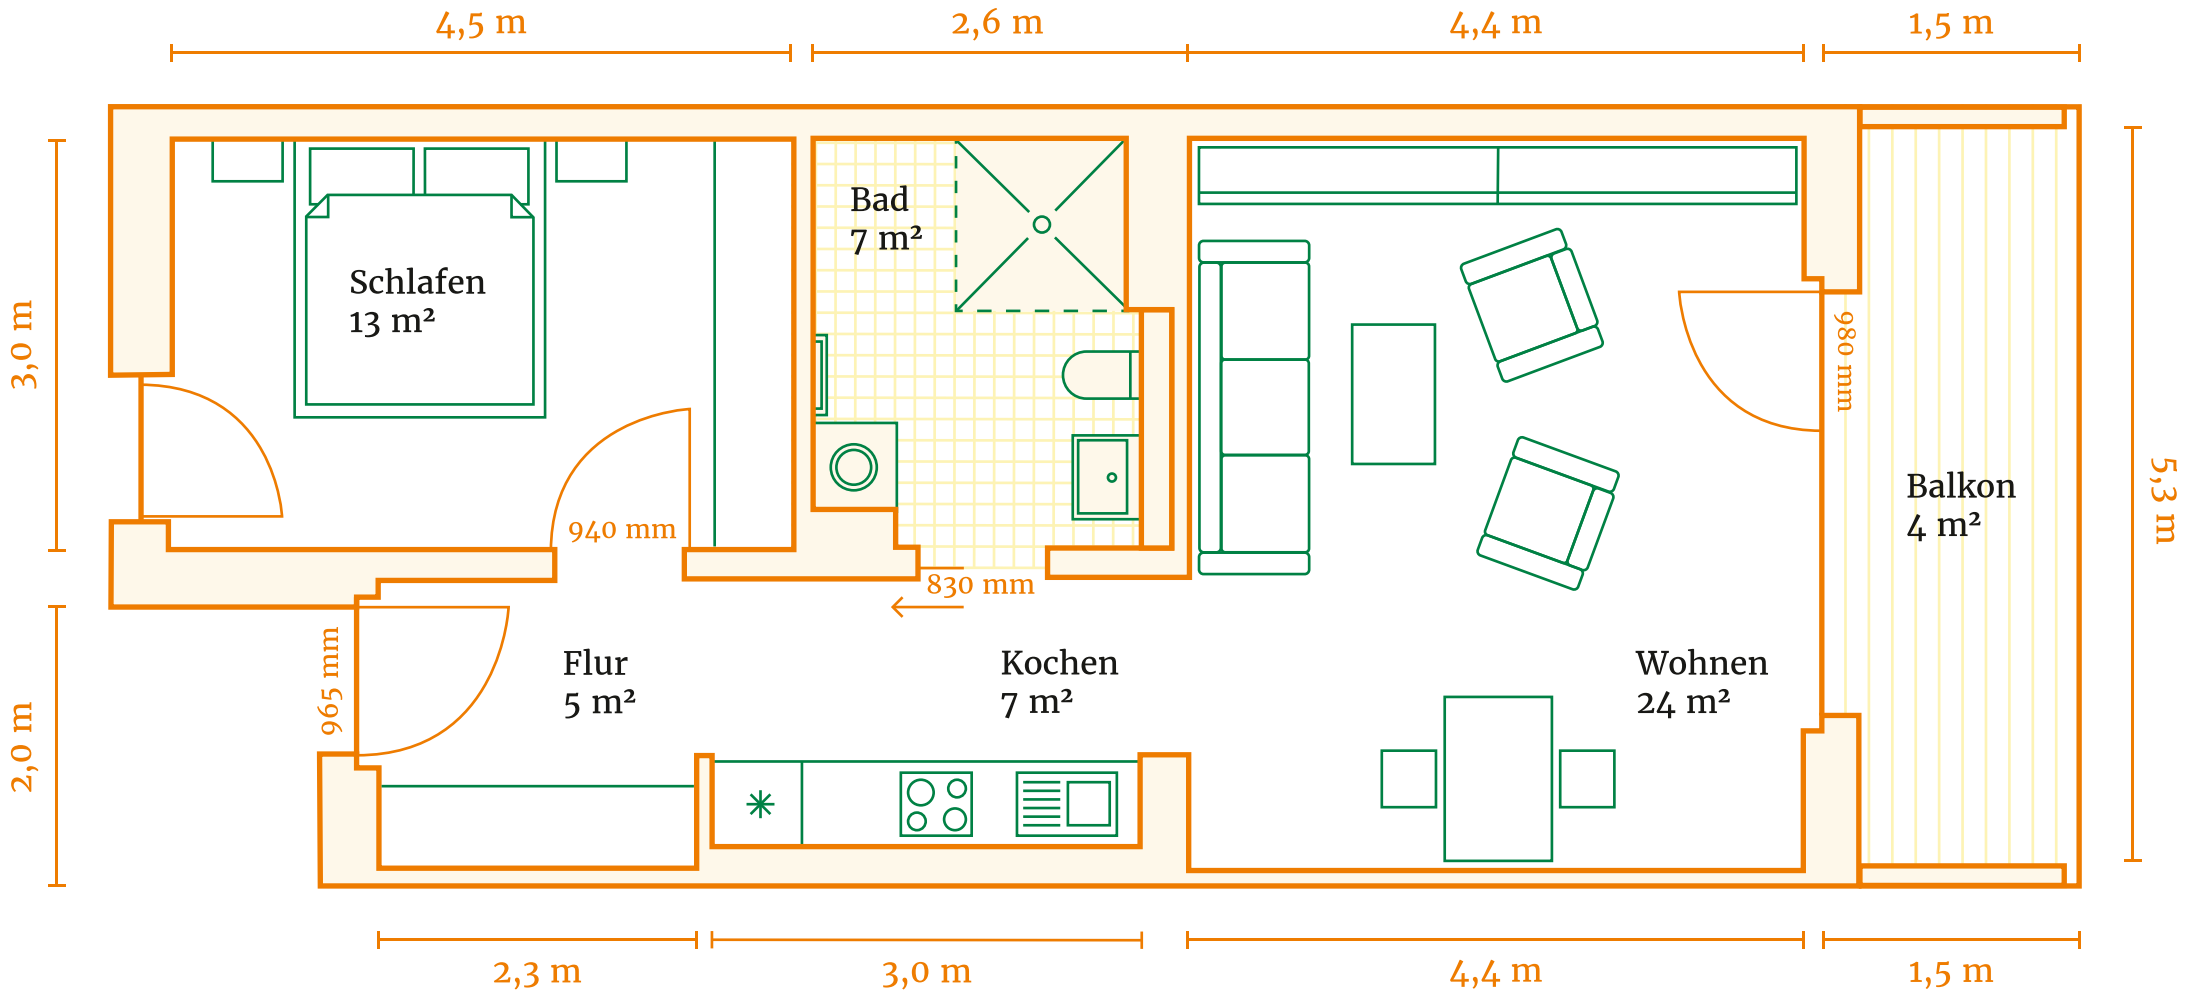 4,5 m
2,6 m
4,4 m
1,5 m
3,0 m
Schlafen
13 m²
Bad
7 m²
980 mm
940 mm
830 mm
Balkon
4 m²
5,3 m
2,0 m
965 mm
Flur
5 m²
Kochen
7 m²
Wohnen
24 m²
2,3 m
3,0 m
4,4 m
1,5 m